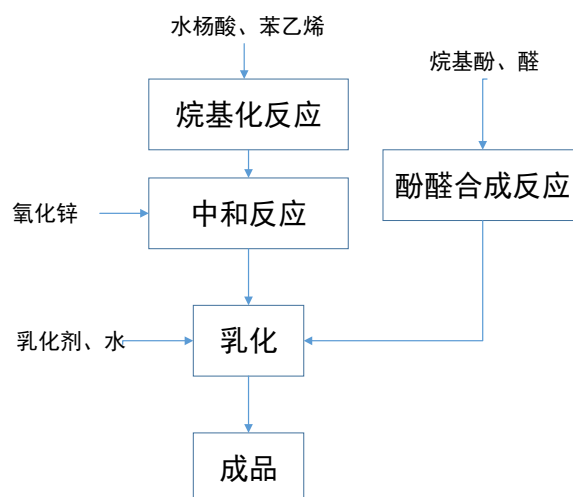 水杨酸、苯乙烯
烷基酚、醛
烷基化反应
酚醛合成反应
氧化锌
中和反应
乳化剂、水
乳化
成品